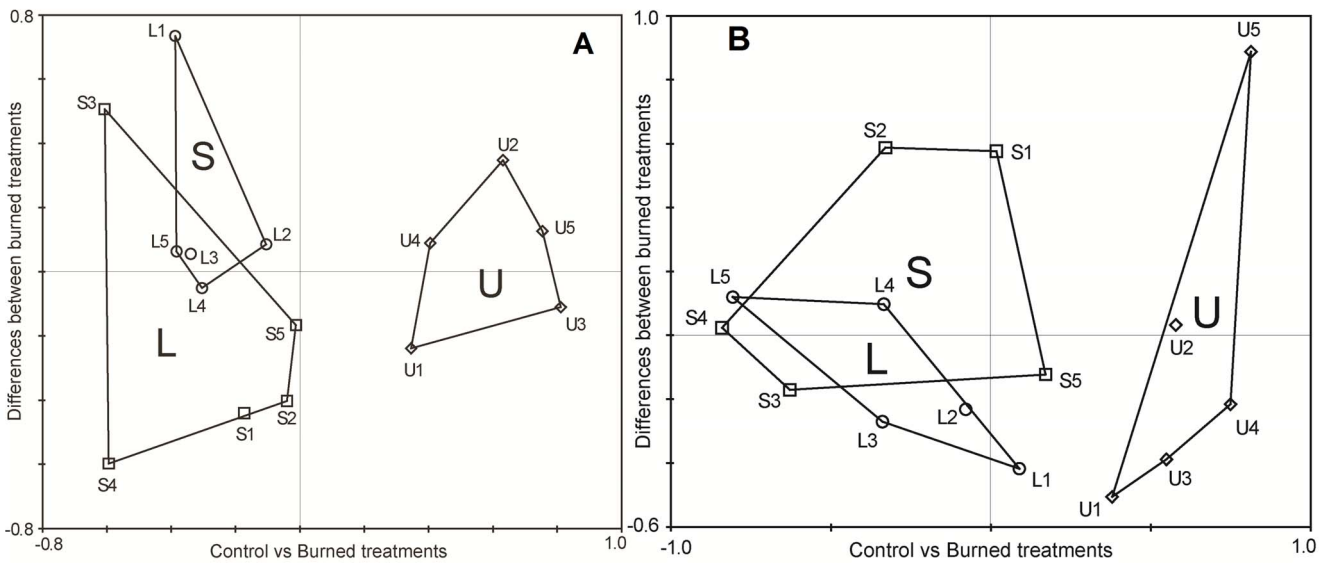 0.8
A
L1
S3
S
U2
L5
L3
L2
U4
U5
L4
U
U3
L
S5
U1
S1
S2
S4
-0.8
-0.8
1.0
Control vs Burned treatments
Differences between burned treatments
1.0
B
U5
S2
S1
L5
L4
S
S4
U
U2
L
S3
S5
L2
L3
U4
L1
U3
U1
-0.6
-1.0
1.0
Control vs Burned treatments
Differences between burned treatments